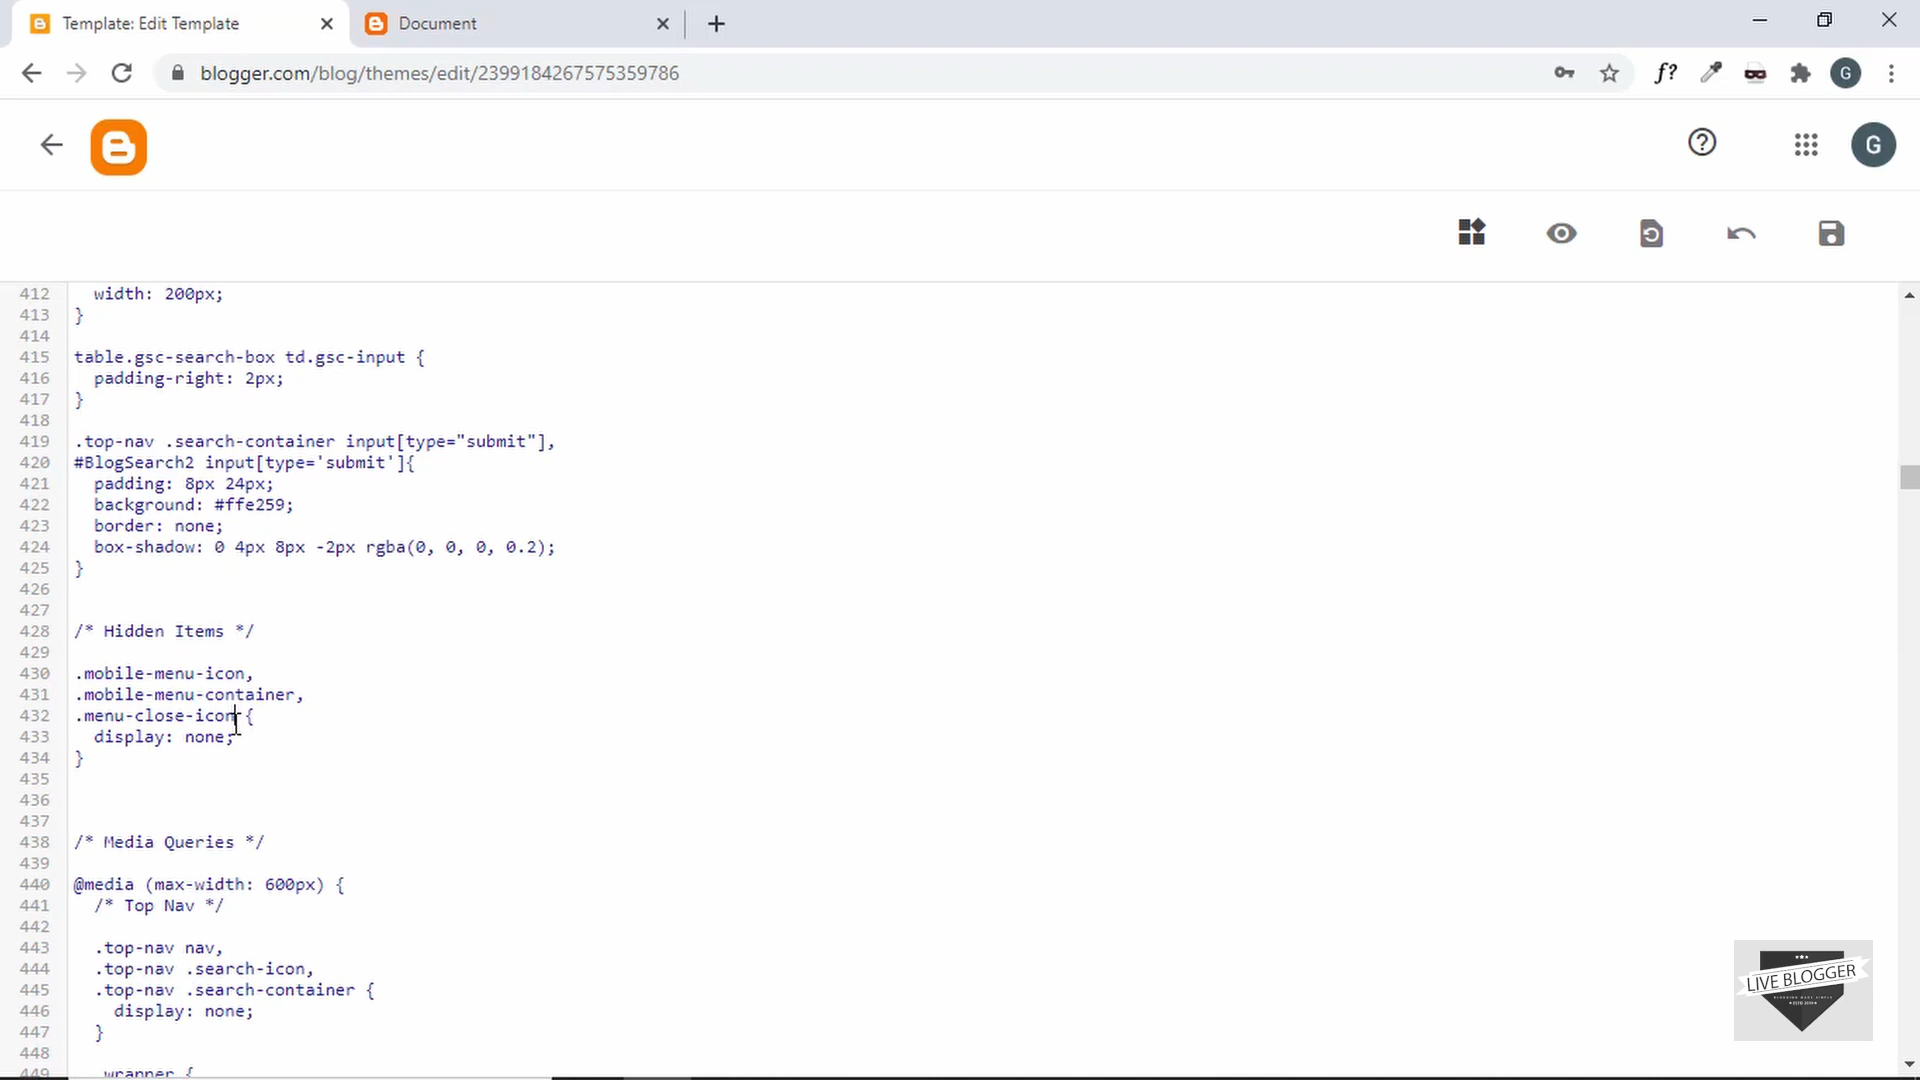 Template: Edit Template
Document
blogger.com/blog/themes/edit/2399184267575359786
f?
G
G
412 width: 200px;
413 }
414
415 table.gsc-search-box td.gsc-input {
416 padding-right: 2px;
417 }
418
419 .top-nav .search-container input[type="submit"],
420 #BlogSearch2 input[type='submit']{
421 padding: 8px 24px;
422 background: #ffe259;
423 border: none;
424 box-shadow: 0 4px 8px -2px rgba(0, 0, 0, 0.2);
425 }
426
427
428 /* Hidden Items */
429
430 .mobile-menu-icon,
431 .mobile-menu-container,
432 .menu-close-icon {
433 display: none;
434 }
435
436
437
438 /* Media Queries */
439
440 @media (max-width: 600px) {
441 /* Top Nav */
442
443 .top-nav nav,
444 .top-nav .search-icon,
445 .top-nav .search-container {
446 display: none;
447 }
448
449 wrapper {
LIVE BLOGGER